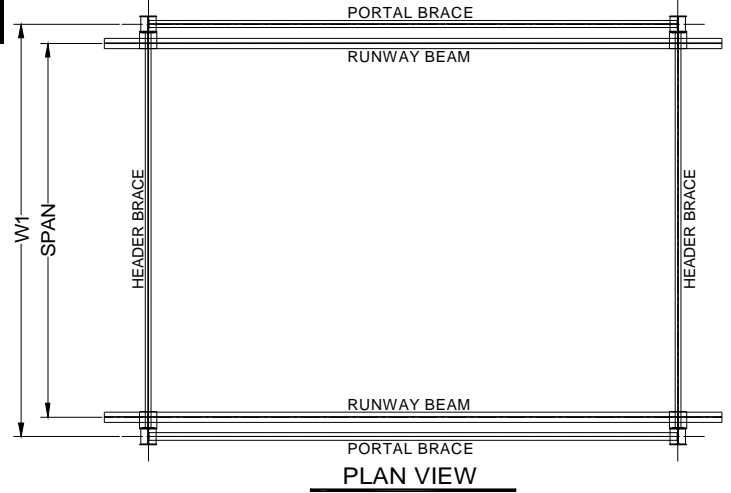 PORTAL BRACE
RUNWAY BEAM
W1
SPAN
HEADER BRACE
HEADER BRACE
RUNWAY BEAM
PORTAL BRACE
PLAN VIEW